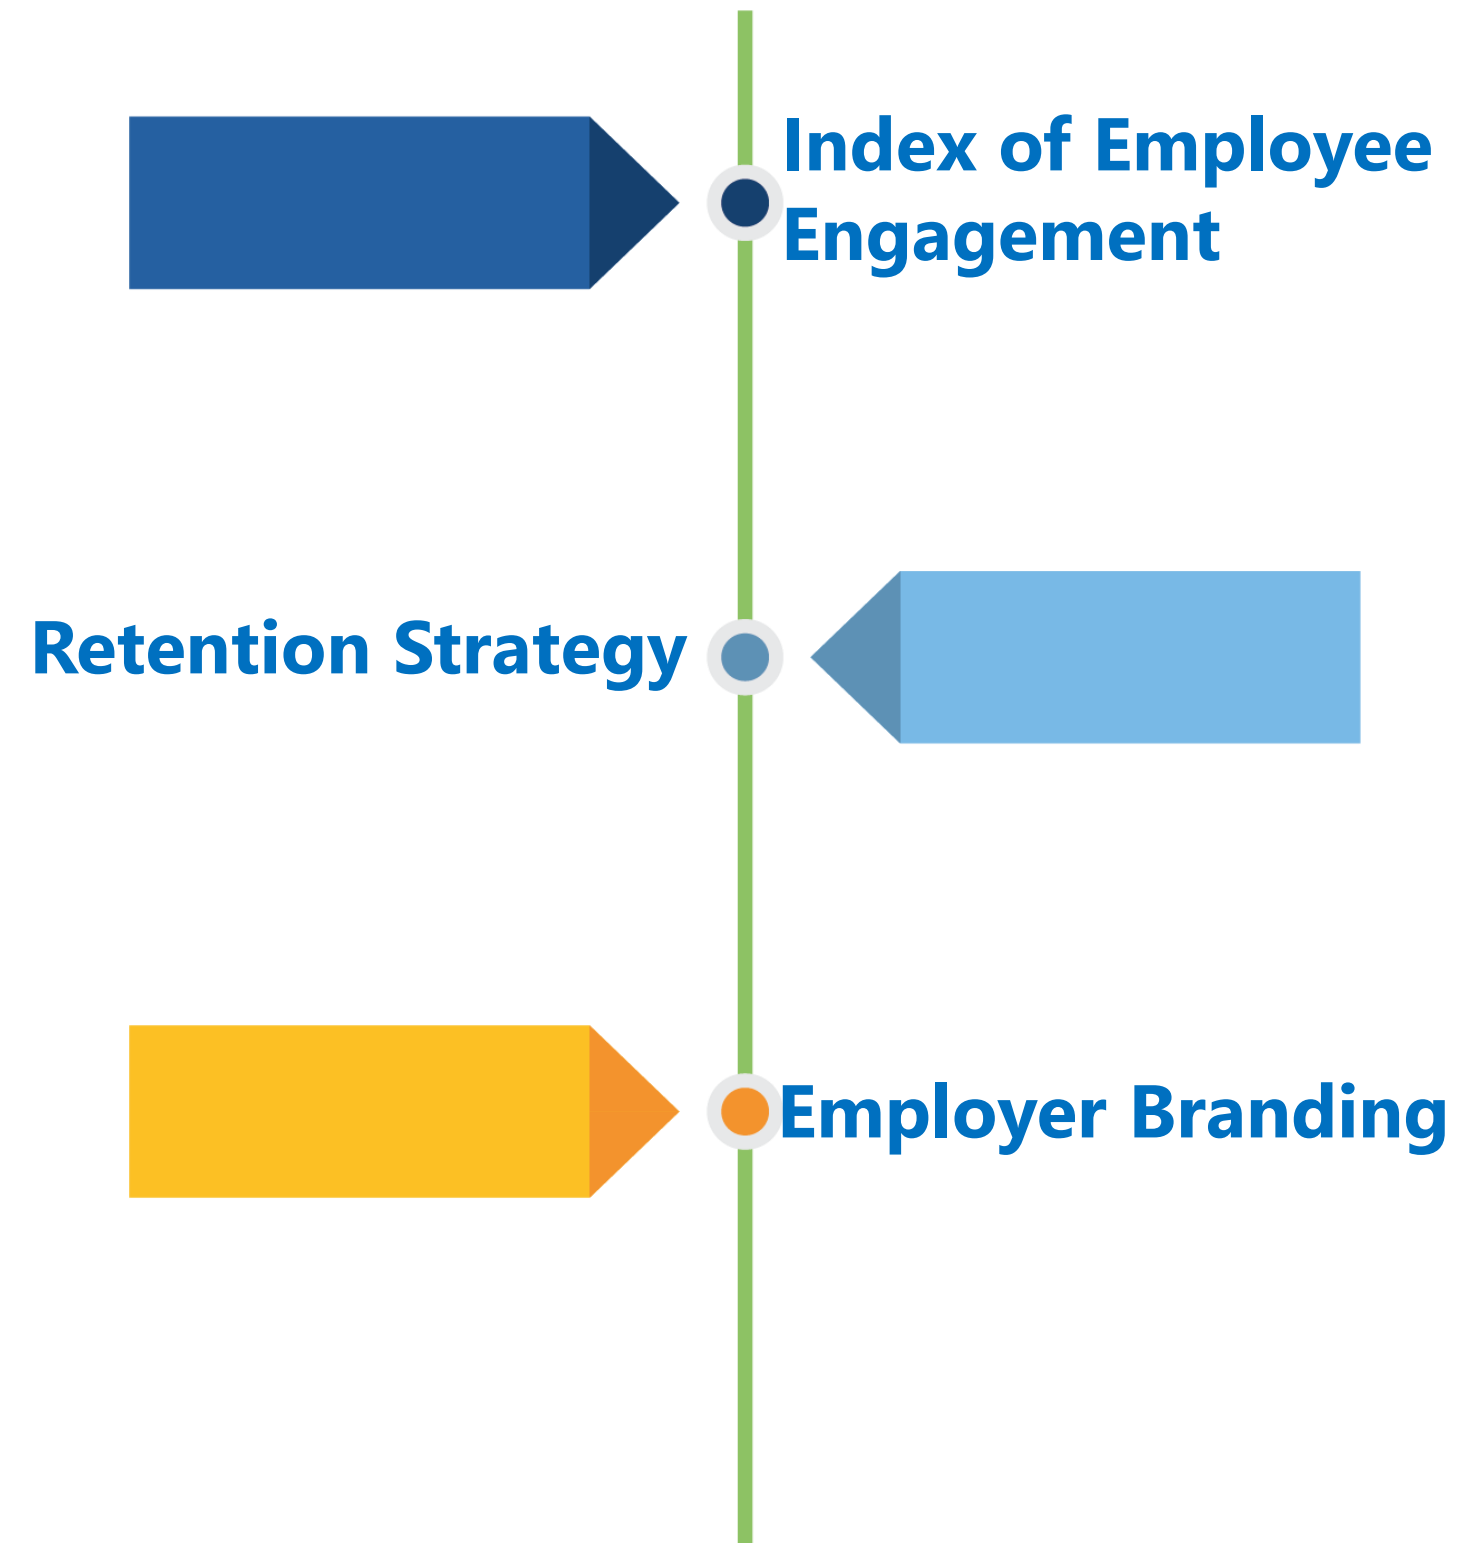 Index of Employee
Engagement
Retention Strategy
Employer Branding